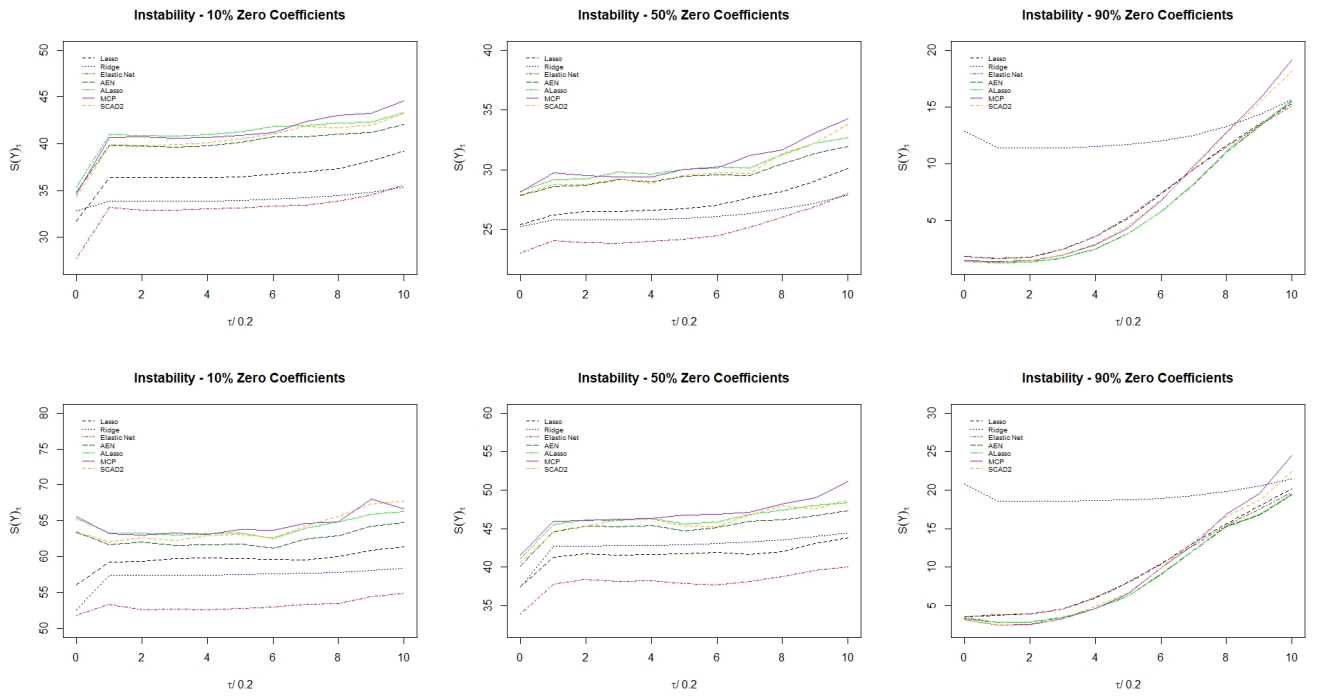 Instability - 10% Zero Coefficients
S(Y)τ
50
45
40
35
30
Lasso
Ridge
Elastic Net
AEN
ALasso
MCP
SCAD2
0 2 4 6 8 10
τ/ 0.2
Instability - 50% Zero Coefficients
S(Y)τ
40
35
30
25
Lasso
Ridge
Elastic Net
AEN
ALasso
MCP
SCAD2
0 2 4 6 8 10
τ/ 0.2
Instability - 90% Zero Coefficients
S(Y)τ
20
15
10
5
Lasso
Ridge
Elastic Net
AEN
ALasso
MCP
SCAD2
0 2 4 6 8 10
τ/ 0.2
Instability - 10% Zero Coefficients
S(Y)τ
80
75
70
65
60
55
50
Lasso
Ridge
Elastic Net
AEN
ALasso
MCP
SCAD2
0 2 4 6 8 10
τ/ 0.2
Instability - 50% Zero Coefficients
S(Y)τ
60
55
50
45
40
35
Lasso
Ridge
Elastic Net
AEN
ALasso
MCP
SCAD2
0 2 4 6 8 10
τ/ 0.2
Instability - 90% Zero Coefficients
S(Y)τ
30
25
20
15
10
5
Lasso
Ridge
Elastic Net
AEN
ALasso
MCP
SCAD2
0 2 4 6 8 10
τ/ 0.2